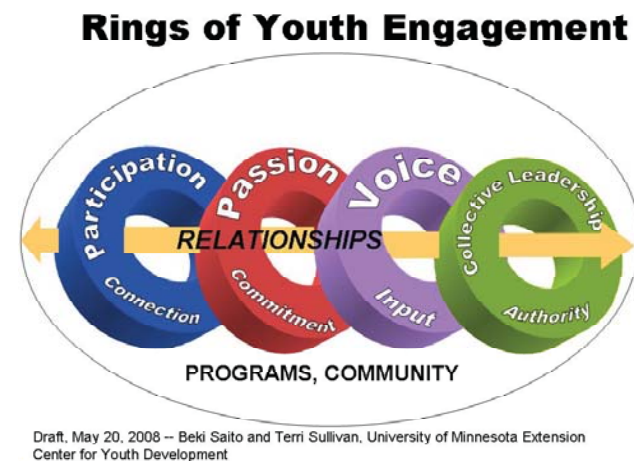 Rings of Youth Engagement
Participation
Connection
Passion
Commitment
Voice
Input
Collective Leadership
Authority
RELATIONSHIPS
PROGRAMS, COMMUNITY
Draft, May 20, 2008 -- Beki Saito and Terri Sullivan, University of Minnesota Extension
Center for Youth Development